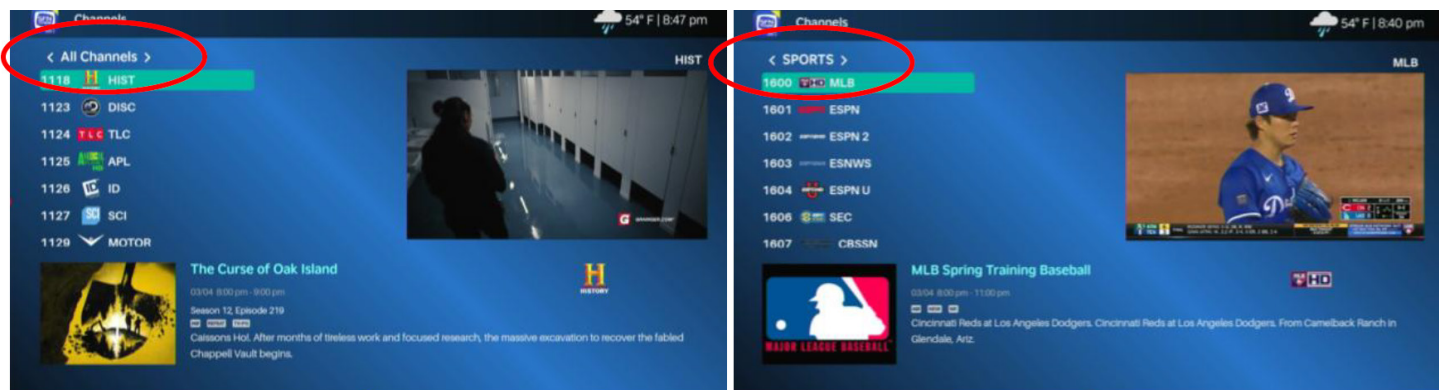 Channels
54° F | 8:47 pm
< All Channels >
HIST
1118 H HIST
1123 DISC
1124 TLC TLC
1125 APL
1126 ID ID
1127 SCI SCI
1129 MOTOR
G GRAINGER.COM
The Curse of Oak Island
03/04 8:00 pm - 9:00 pm
Season 12, Episode 219
H
HISTORY
Caissons Hol. After months of tireless work and focused research, the massive excavation to recover the fabled
Chappell Vault begins.
Channels
54° F | 8:40 pm
< SPORTS >
MLB
1600 MLB
1601 ESPN
1602 ESPN 2
1603 ESNWS
1604 ESPN U
1606 SEC
1607 CBSSN
MLB Spring Training Baseball
03/04 8:00 pm - 11:00 pm
Cincinnati Reds at Los Angeles Dodgers. Cincinnati Reds at Los Angeles Dodgers. From Camelback Ranch in
Glendale, Ariz.
MAJOR LEAGUE BASEBALL